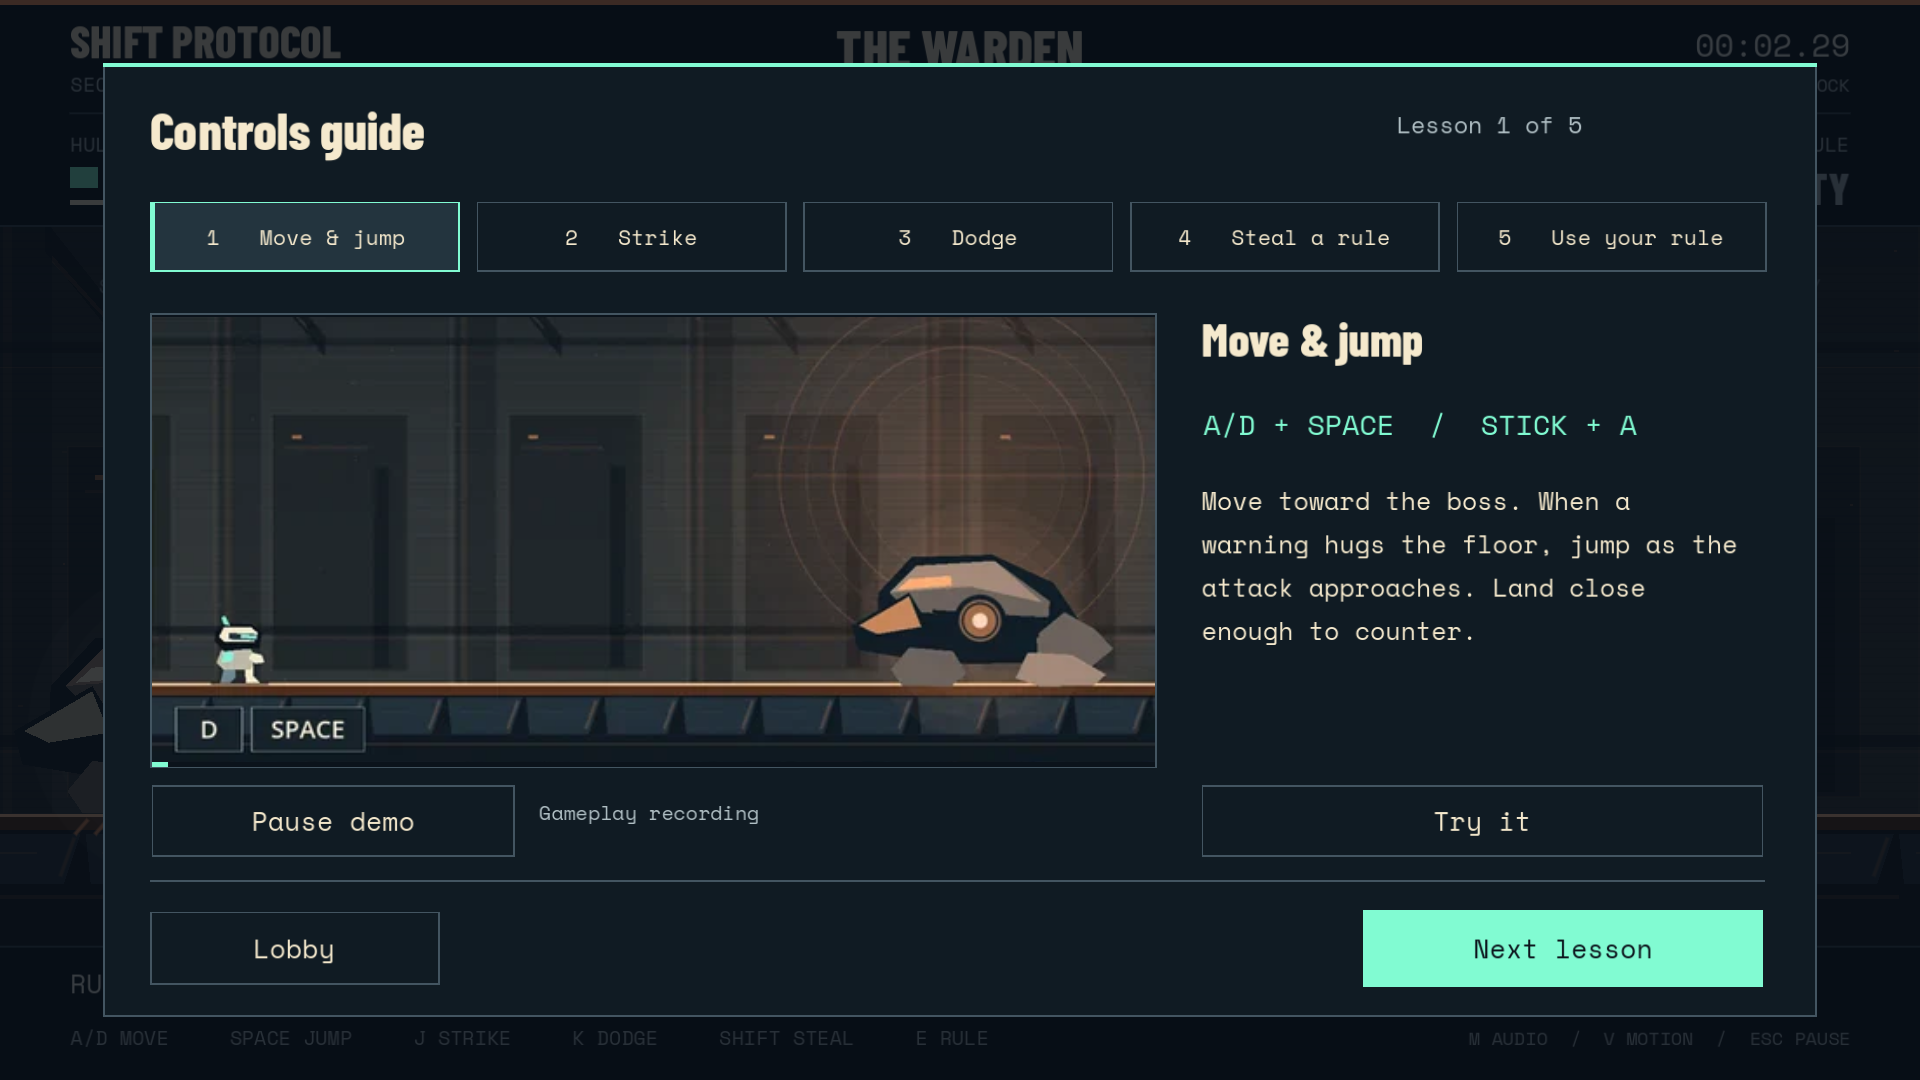 SHIFT PROTOCOL
THE WARDEN
00:02.29
Controls guide
Lesson 1 of 5
1 Move & jump
2 Strike
3 Dodge
4 Steal a rule
5 Use your rule
Move & jump
A/D + SPACE / STICK + A
Move toward the boss. When a
warning hugs the floor, jump as the
attack approaches. Land close
enough to counter.
D
SPACE
Pause demo
Gameplay recording
Try it
Lobby
Next lesson
A/D MOVE
SPACE JUMP
J STRIKE
K DODGE
SHIFT STEAL
E RULE
M AUDIO / V MOTION / ESC PAUSE